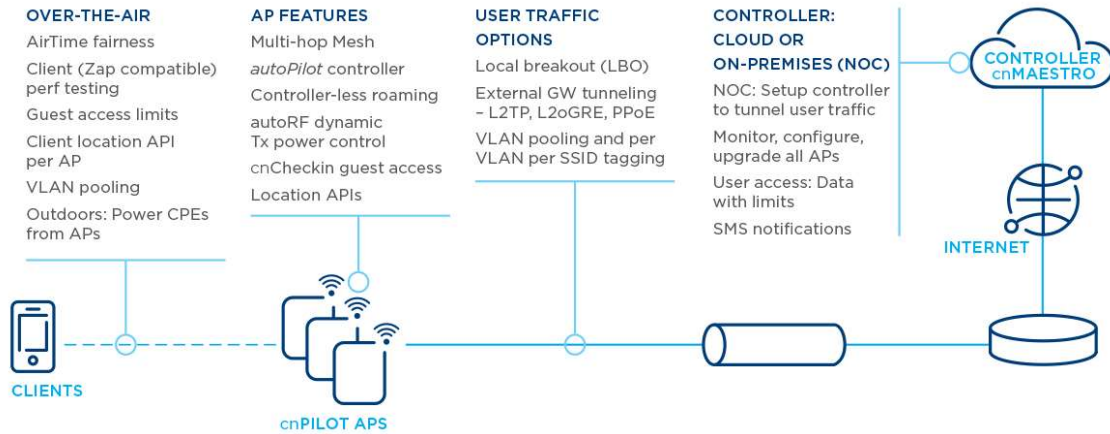 OVER-THE-AIR
AirTime fairness
Client (Zap compatible)
perf testing
Guest access limits
Client location API
per AP
VLAN pooling
Outdoors: Power CPEs
from APs
AP FEATURES
Multi-hop Mesh
autoPilot controller
Controller-less roaming
autoRF dynamic
Tx power control
cnCheckin guest access
Location APIs
USER TRAFFIC
OPTIONS
Local breakout (LBO)
External GW tunneling
– L2TP, L2oGRE, PPoE
VLAN pooling and per
VLAN per SSID tagging
CONTROLLER:
CLOUD OR
ON-PREMISES (NOC)
NOC: Setup controller
to tunnel user traffic
Monitor, configure,
upgrade all APs
User access: Data
with limits
SMS notifications
CONTROLLER
cnMAESTRO
INTERNET
CLIENTS
cnPILOT APS